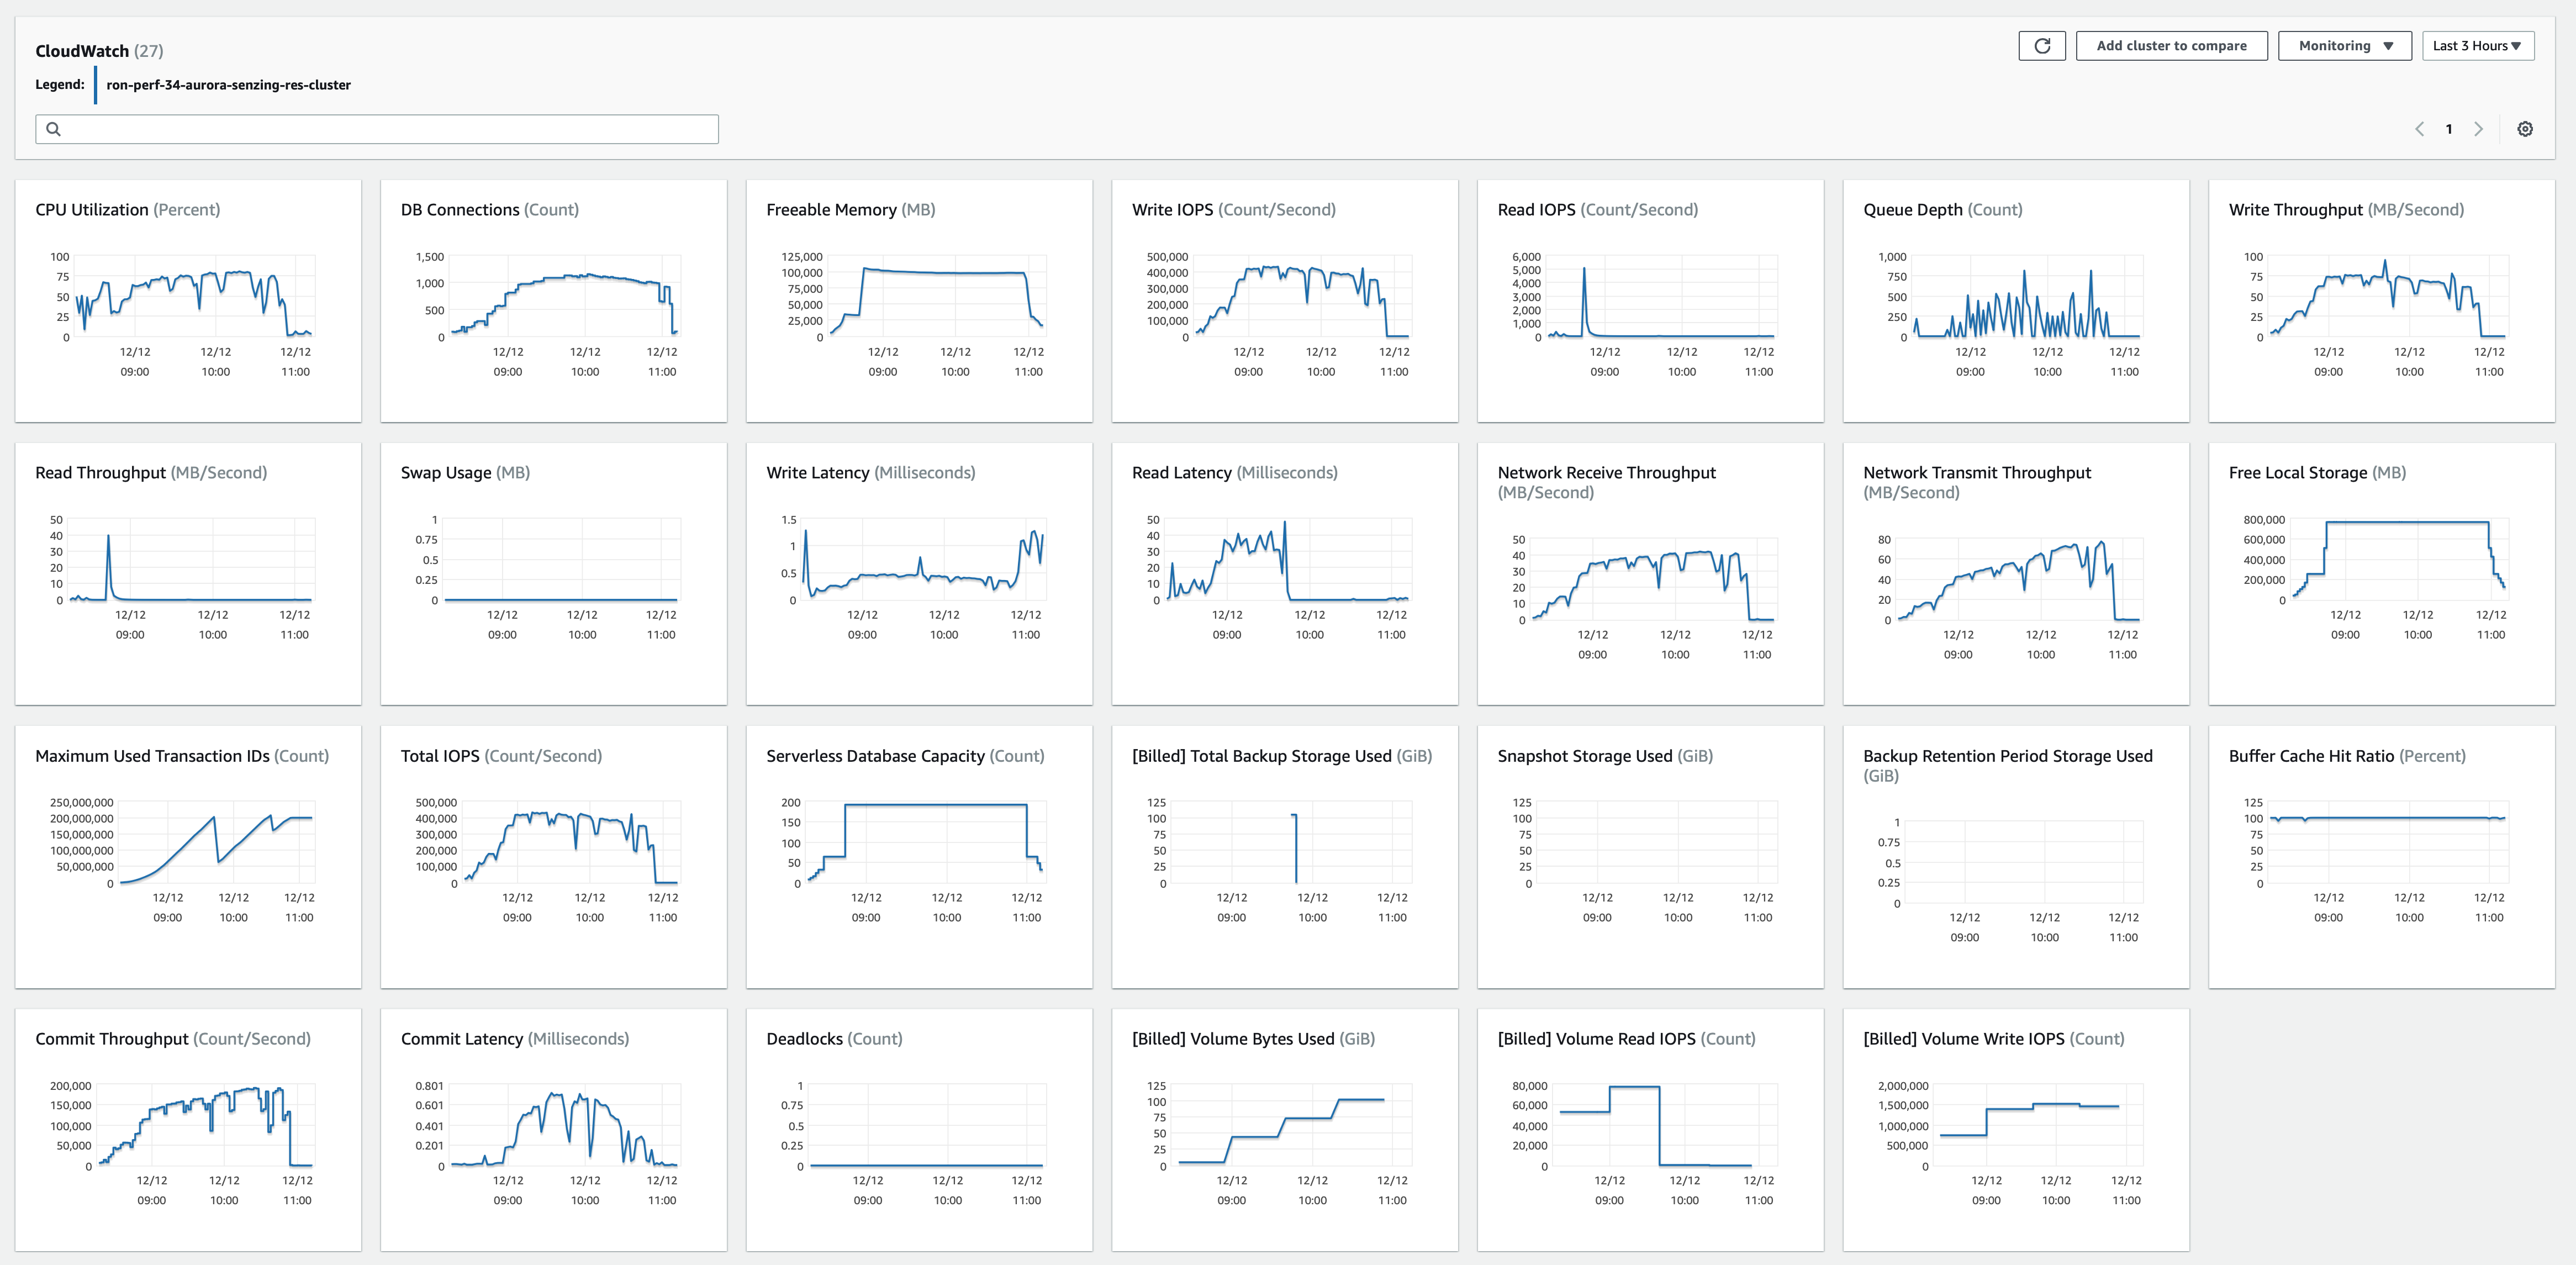 CloudWatch (27)
Add cluster to compare
Monitoring
Last 3 Hours
Legend:
ron-perf-34-aurora-senzing-res-cluster
1
CPU Utilization (Percent)
100
75
50
25
0
12/12 12/12 12/12
09:00 10:00 11:00
DB Connections (Count)
1,500
1,000
500
0
12/12 12/12 12/12
09:00 10:00 11:00
Freeable Memory (MB)
125,000
100,000
75,000
50,000
25,000
0
12/12 12/12 12/12
09:00 10:00 11:00
Write IOPS (Count/Second)
500,000
400,000
300,000
200,000
100,000
0
12/12 12/12 12/12
09:00 10:00 11:00
Read IOPS (Count/Second)
6,000
5,000
4,000
3,000
2,000
1,000
0
12/12 12/12 12/12
09:00 10:00 11:00
Queue Depth (Count)
1,000
750
500
250
0
12/12 12/12 12/12
09:00 10:00 11:00
Write Throughput (MB/Second)
100
75
50
25
0
12/12 12/12 12/12
09:00 10:00 11:00
Read Throughput (MB/Second)
50
40
30
20
10
0
12/12 12/12 12/12
09:00 10:00 11:00
Swap Usage (MB)
1
0.75
0.5
0.25
0
12/12 12/12 12/12
09:00 10:00 11:00
Write Latency (Milliseconds)
1.5
1
0.5
0
12/12 12/12 12/12
09:00 10:00 11:00
Read Latency (Milliseconds)
50
40
30
20
10
0
12/12 12/12 12/12
09:00 10:00 11:00
Network Receive Throughput
(MB/Second)
50
40
30
20
10
0
12/12 12/12 12/12
09:00 10:00 11:00
Network Transmit Throughput
(MB/Second)
80
60
40
20
0
12/12 12/12 12/12
09:00 10:00 11:00
Free Local Storage (MB)
800,000
600,000
400,000
200,000
0
12/12 12/12 12/12
09:00 10:00 11:00
Maximum Used Transaction IDs (Count)
250,000,000
200,000,000
150,000,000
100,000,000
50,000,000
0
12/12 12/12 12/12
09:00 10:00 11:00
Total IOPS (Count/Second)
500,000
400,000
300,000
200,000
100,000
0
12/12 12/12 12/12
09:00 10:00 11:00
Serverless Database Capacity (Count)
200
150
100
50
0
12/12 12/12 12/12
09:00 10:00 11:00
[Billed] Total Backup Storage Used (GiB)
125
100
75
50
25
0
12/12 12/12 12/12
09:00 10:00 11:00
Snapshot Storage Used (GiB)
125
100
75
50
25
0
12/12 12/12 12/12
09:00 10:00 11:00
Backup Retention Period Storage Used
(GiB)
1
0.75
0.5
0.25
0
12/12 12/12 12/12
09:00 10:00 11:00
Buffer Cache Hit Ratio (Percent)
125
100
75
50
25
0
12/12 12/12 12/12
09:00 10:00 11:00
Commit Throughput (Count/Second)
200,000
150,000
100,000
50,000
0
12/12 12/12 12/12
09:00 10:00 11:00
Commit Latency (Milliseconds)
0.801
0.601
0.401
0.201
0
12/12 12/12 12/12
09:00 10:00 11:00
Deadlocks (Count)
1
0.75
0.5
0.25
0
12/12 12/12 12/12
09:00 10:00 11:00
[Billed] Volume Bytes Used (GiB)
125
100
75
50
25
0
12/12 12/12 12/12
09:00 10:00 11:00
[Billed] Volume Read IOPS (Count)
80,000
60,000
40,000
20,000
0
12/12 12/12 12/12
09:00 10:00 11:00
[Billed] Volume Write IOPS (Count)
2,000,000
1,500,000
1,000,000
500,000
0
12/12 12/12 12/12
09:00 10:00 11:00